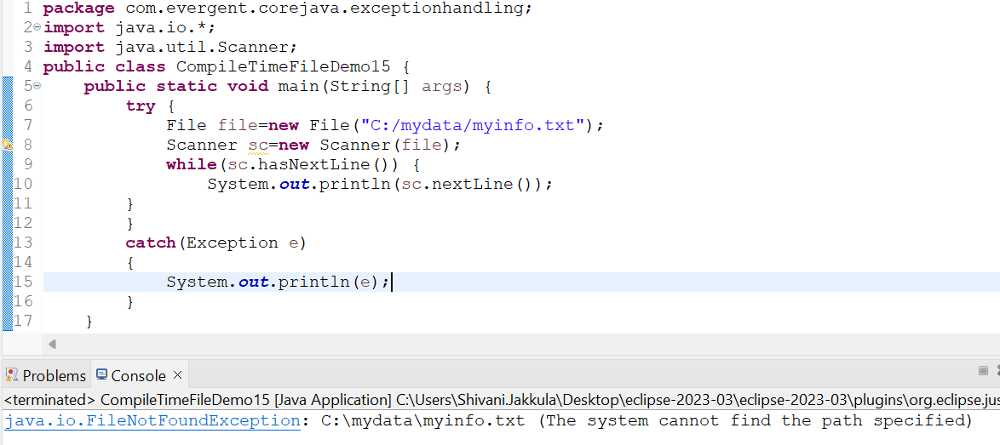 1 package com.evergent.corejava.exceptionhandling;
2 import java.io.*;
3 import java.util.Scanner;
4 public class CompileTimeFileDemo15 {
5 public static void main(String[] args) {
6 try {
7 File file=new File("C:/mydata/myinfo.txt");
8 Scanner sc=new Scanner(file);
9 while(sc.hasNextLine()) {
10 System.out.println(sc.nextLine());
11 }
12 }
13 catch(Exception e)
14 {
15 System.out.println(e);
16 }
17 }
Problems Console
<terminated> CompileTimeFileDemo15 [Java Application] C:\Users\Shivani.Jakkula\Desktop\eclipse-2023-03\eclipse-2023-03\plugins\org.eclipse.jus
java.io.FileNotFoundException: C:\mydata\myinfo.txt (The system cannot find the path specified)